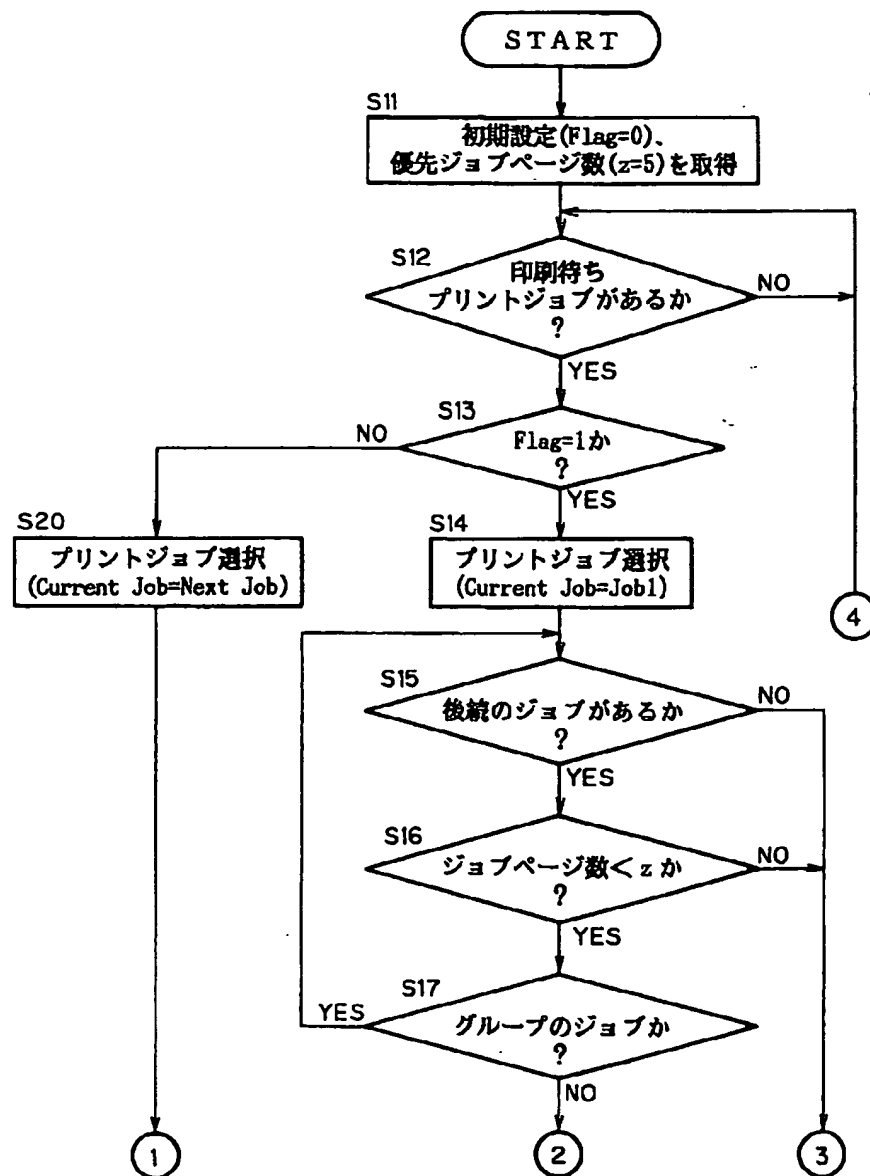 START
S11
初期設定(Flag=0)、
優先ジョブページ数(z=5)を取得
S12
印刷待ち
プリントジョブがあるか
?
NO
YES
S13
Flag=1か
?
NO
YES
S20
プリントジョブ選択
(Current Job=Next Job)
S14
プリントジョブ選択
(Current Job=Job1)
4
S15
後続のジョブがあるか
?
NO
YES
S16
ジョブページ数<zか
?
NO
YES
S17
グループのジョブか
?
YES
NO
1
2
3